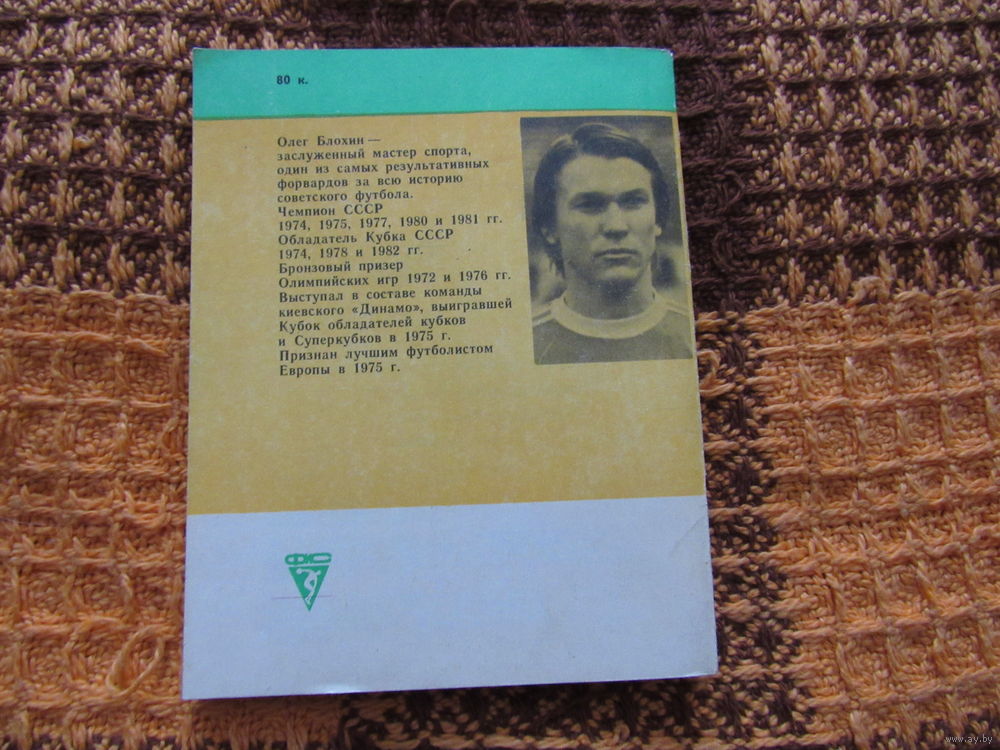 80 к.
Олег Блохин —
заслуженный мастер спорта,
один из самых результативных
форвардов за всю историю
советского футбола.
Чемпион СССР
1974, 1975, 1977, 1980 и 1981 гг.
Обладатель Кубка СССР
1974, 1978 и 1982 гг.
Бронзовый призер
Олимпийских игр 1972 и 1976 гг.
Выступал в составе команды
киевского «Динамо», выигравшей
Кубок обладателей кубков
и Суперкубков в 1975 г.
Признан лучшим футболистом
Европы в 1975 г.
ФИС
www.ay.by